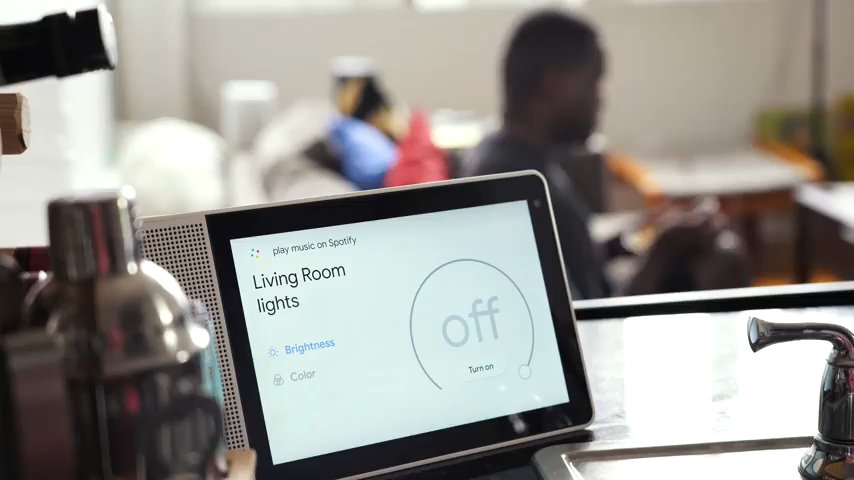 play music on Spotify
Living Room
lights
Brightness
Color
off
Turn on